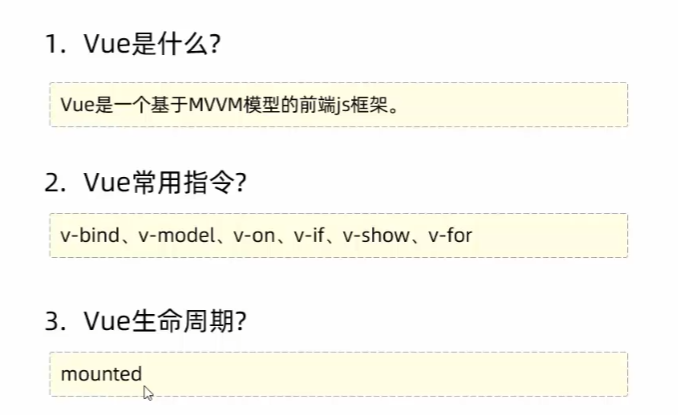 1. Vue是什么?
Vue是一个基于MVVM模型的前端js框架。
2. Vue常用指令?
v-bind、v-model、v-on、v-if、v-show、v-for
3. Vue生命周期?
mounted